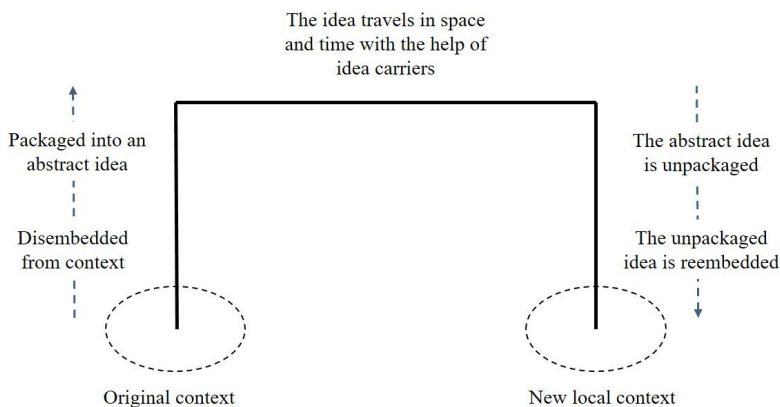 The idea travels in space
and time with the help of
idea carriers
Packaged into an
abstract idea
The abstract idea
is unpackaged
Disembedded
from context
The unpackaged
idea is reembedded
Original context
New local context